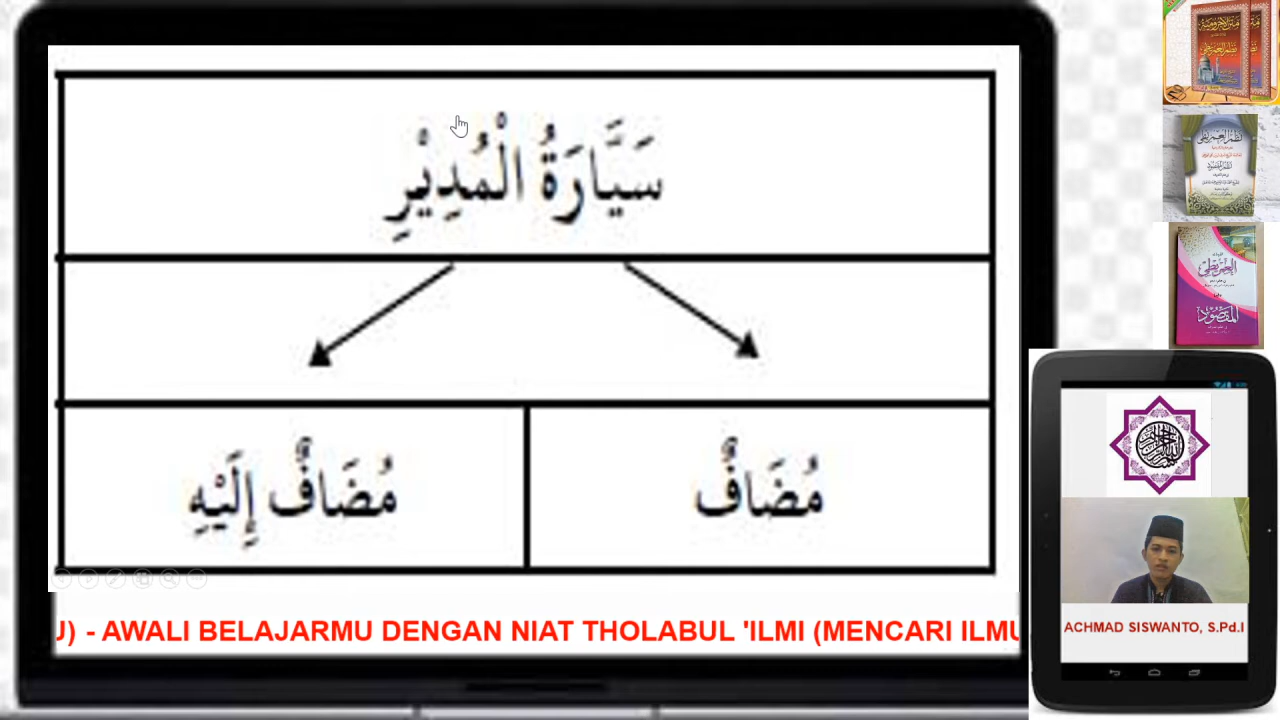 سَيَّارَةُ الْمُدِيْرِ
مُضَافٌ
مُضَافٌ إِلَيْهِ
U) - AWALI BELAJARMU DENGAN NIAT THOLABUL 'ILMI (MENCARI ILMU
ACHMAD SISWANTO, S.Pd.I